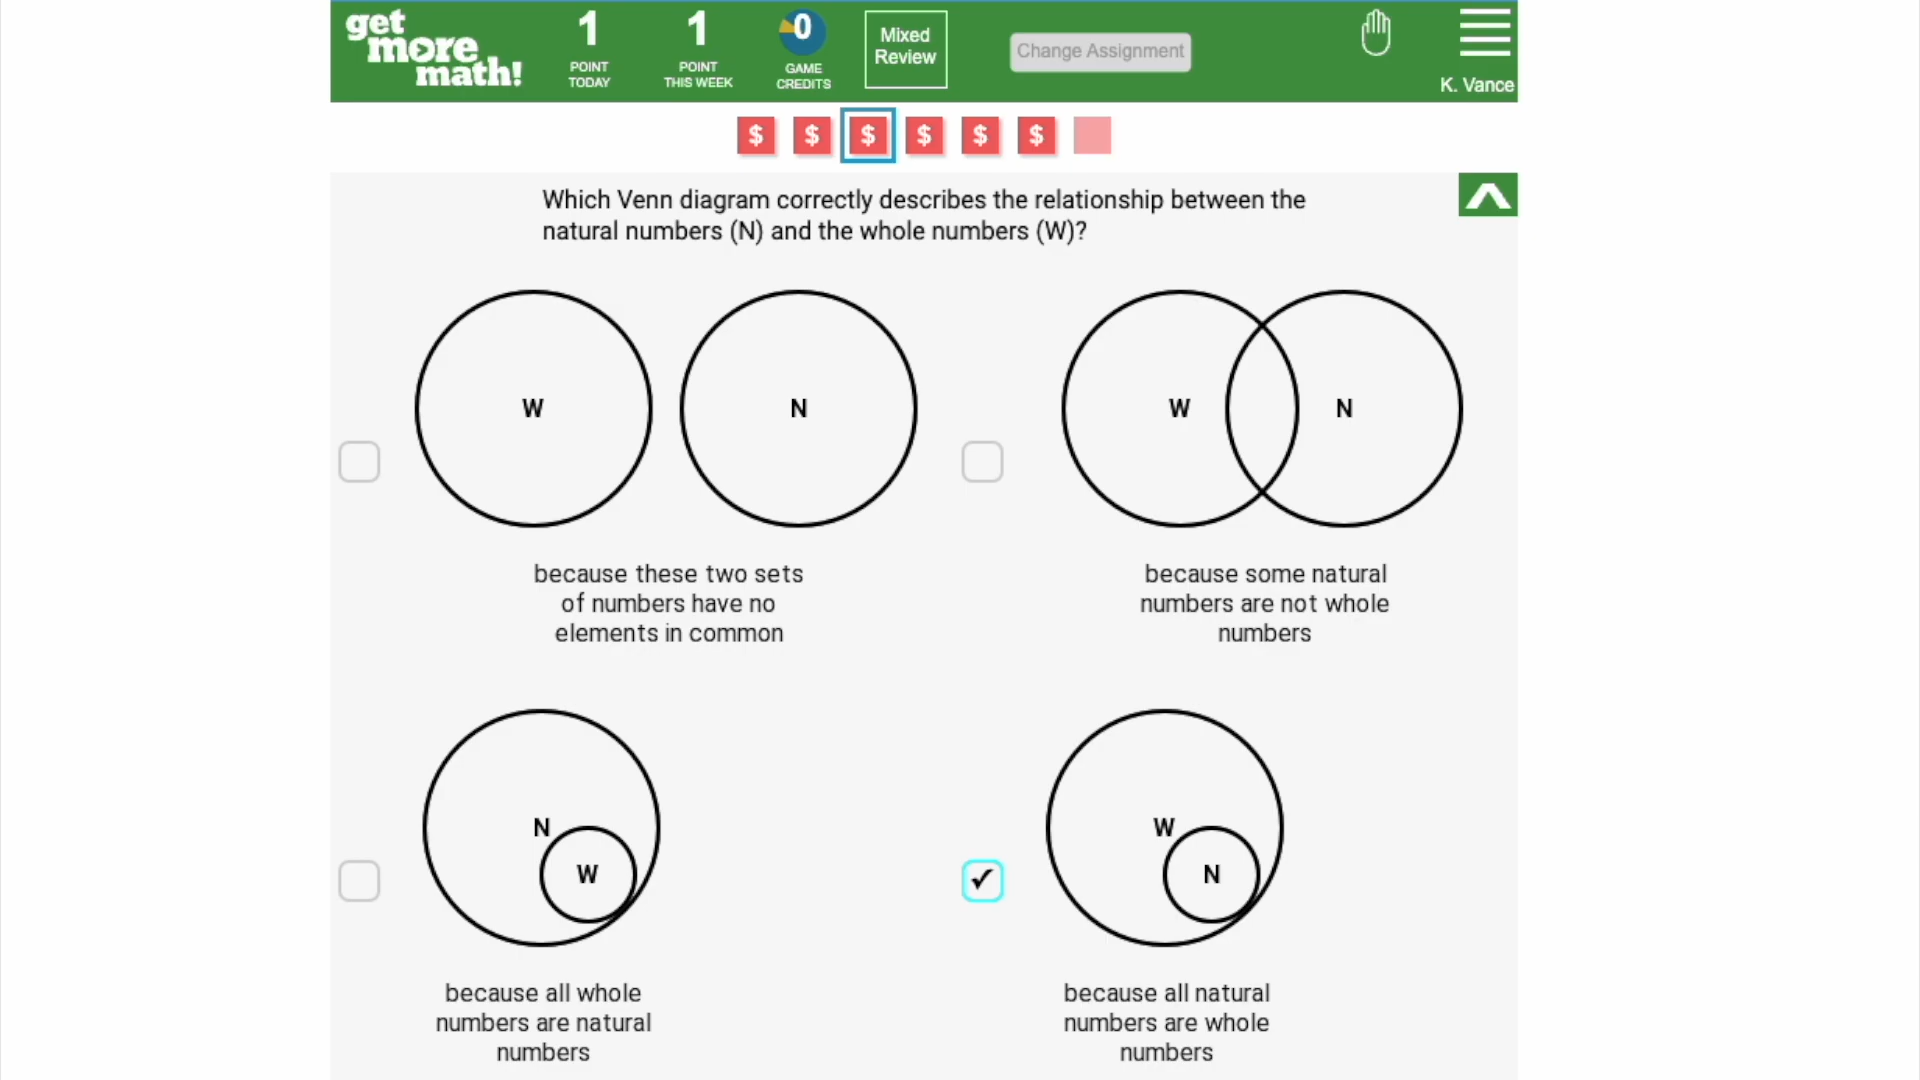 get
more
math!
1
POINT
TODAY
1
POINT
THIS WEEK
0
GAME
CREDITS
Mixed
Review
Change Assignment
K. Vance
$ $ $ $ $ $
Which Venn diagram correctly describes the relationship between the
natural numbers (N) and the whole numbers (W)?
W N
because these two sets
of numbers have no
elements in common
W N
because some natural
numbers are not whole
numbers
N
W
because all whole
numbers are natural
numbers
W
N
because all natural
numbers are whole
numbers